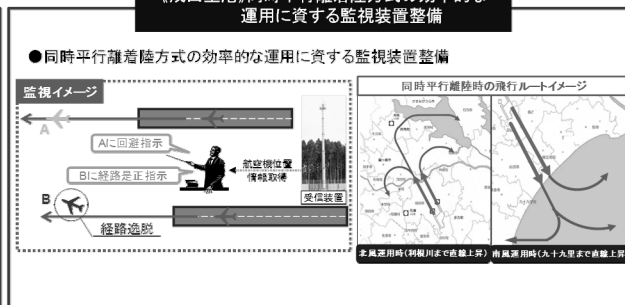 運用に資する監視装置整備
●同時平行離着陸方式の効率的な運用に資する監視装置整備
監視イメージ
A
Aに回避指示
Bに経路是正指示
航空機位置
情報取得
受信装置
B
経路逸脱
同時平行離陸時の飛行ルートイメージ
北風運用時(利根川まで直線上昇)
南風運用時(九十九里まで直線上昇)